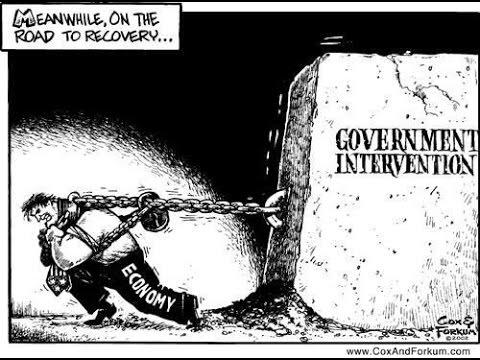 MEANWHILE, ON THE
ROAD TO RECOVERY...
GOVERNMENT
INTERVENTION
ECONOMY
COX &
FORKUM
©2002
www.CoxAndForkum.com